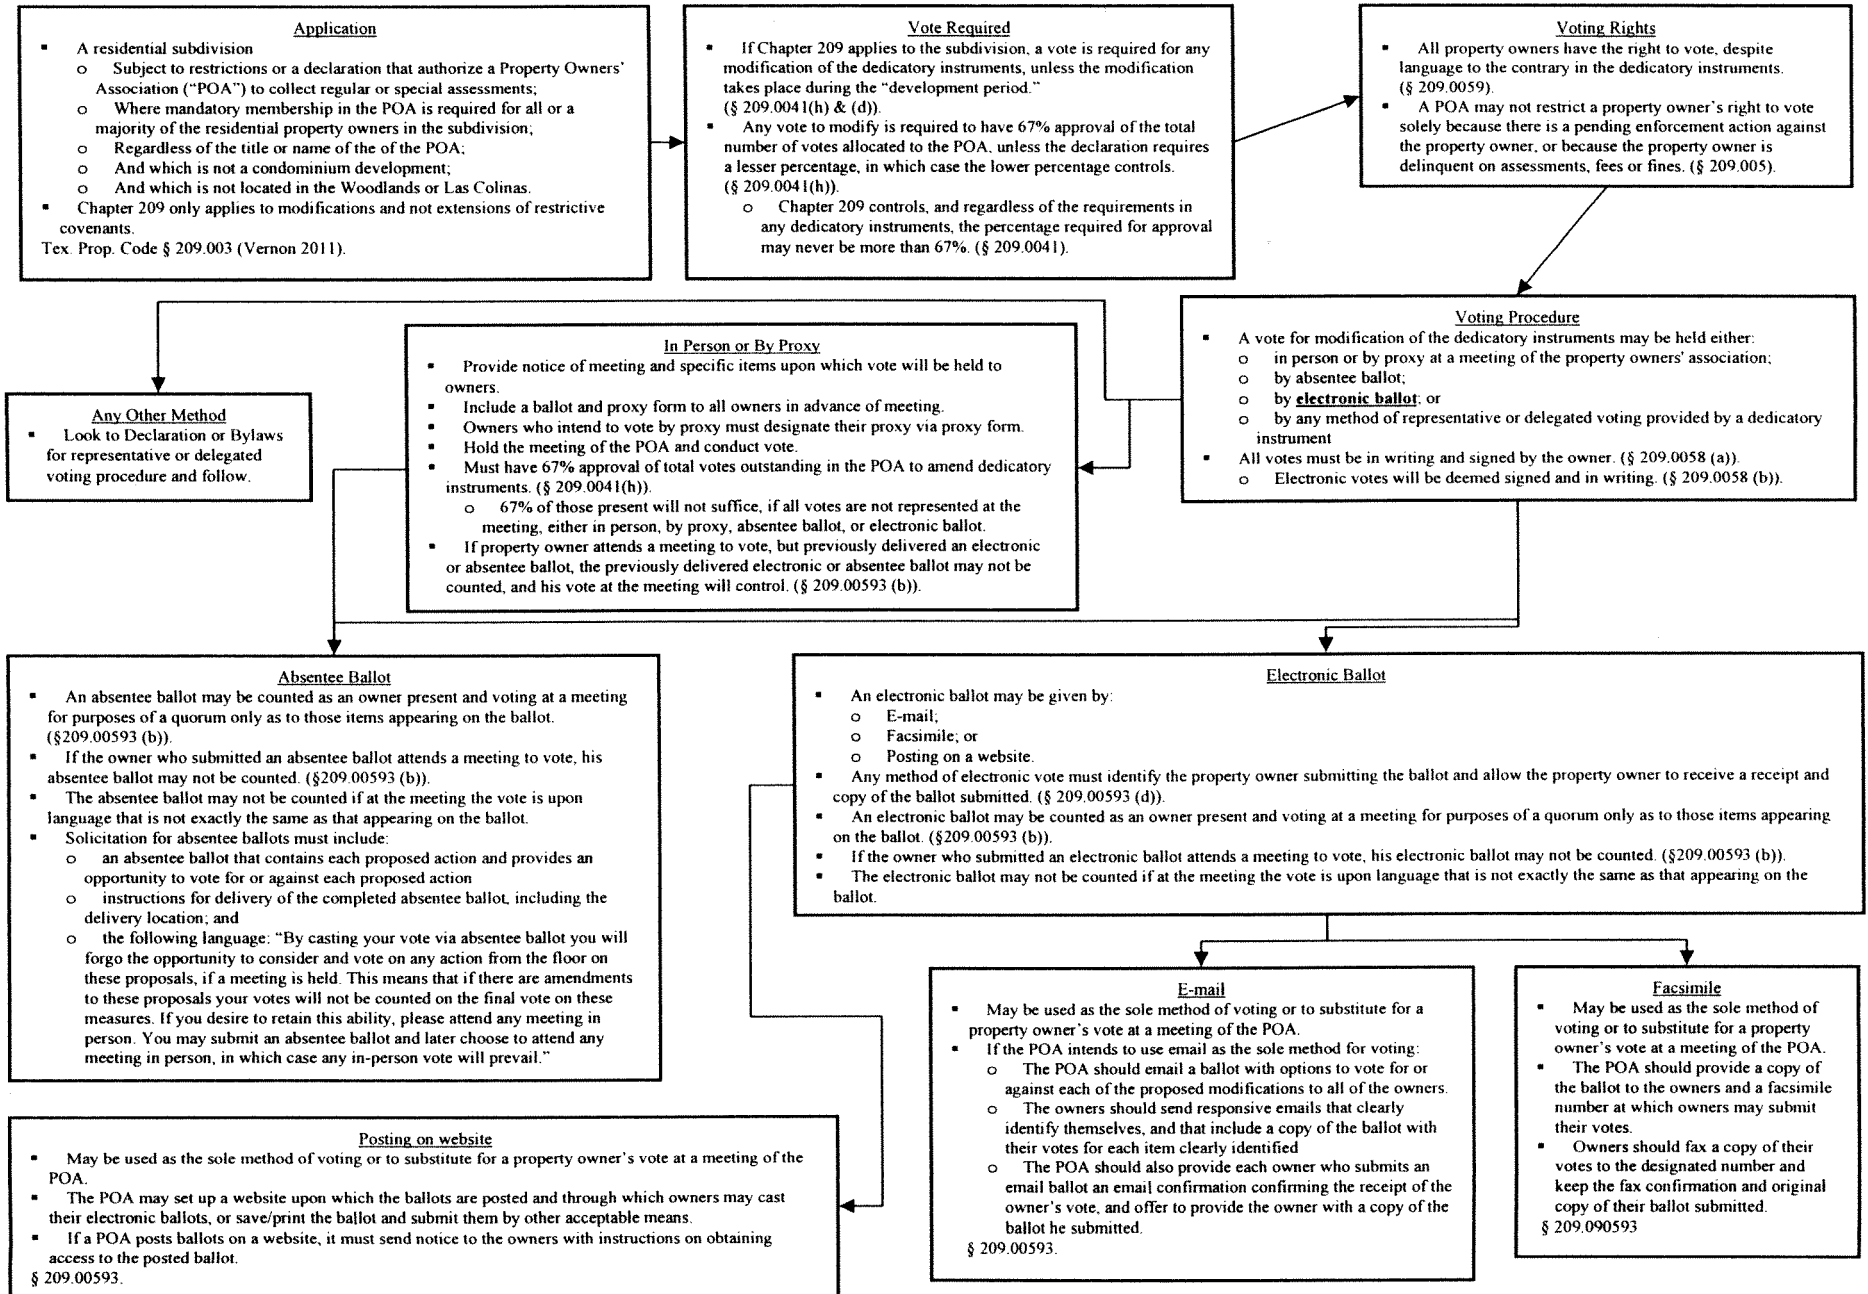 Application
▪ A residential subdivision
o Subject to restrictions or a declaration that authorize a Property Owners'
Association ("POA") to collect regular or special assessments;
o Where mandatory membership in the POA is required for all or a
majority of the residential property owners in the subdivision;
o Regardless of the title or name of the of the POA;
o And which is not a condominium development;
o And which is not located in the Woodlands or Las Colinas.
▪ Chapter 209 only applies to modifications and not extensions of restrictive
covenants.
Tex. Prop. Code § 209.003 (Vernon 2011).
Vote Required
▪ If Chapter 209 applies to the subdivision, a vote is required for any
modification of the dedicatory instruments, unless the modification
takes place during the "development period."
(§ 209.0041(h) & (d)).
▪ Any vote to modify is required to have 67% approval of the total
number of votes allocated to the POA, unless the declaration requires
a lesser percentage, in which case the lower percentage controls.
(§ 209.0041(h)).
o Chapter 209 controls, and regardless of the requirements in
any dedicatory instruments, the percentage required for approval
may never be more than 67%. (§ 209.0041).
Voting Rights
▪ All property owners have the right to vote, despite
language to the contrary in the dedicatory instruments.
(§ 209.0059).
▪ A POA may not restrict a property owner's right to vote
solely because there is a pending enforcement action against
the property owner, or because the property owner is
delinquent on assessments, fees or fines. (§ 209.005).
Voting Procedure
▪ A vote for modification of the dedicatory instruments may be held either:
o in person or by proxy at a meeting of the property owners' association;
o by absentee ballot;
o by electronic ballot; or
o by any method of representative or delegated voting provided by a dedicatory
instrument
▪ All votes must be in writing and signed by the owner. (§ 209.0058 (a)).
o Electronic votes will be deemed signed and in writing. (§ 209.0058 (b)).
In Person or By Proxy
▪ Provide notice of meeting and specific items upon which vote will be held to
owners.
▪ Include a ballot and proxy form to all owners in advance of meeting.
▪ Owners who intend to vote by proxy must designate their proxy via proxy form.
▪ Hold the meeting of the POA and conduct vote.
▪ Must have 67% approval of total votes outstanding in the POA to amend dedicatory
instruments. (§ 209.0041(h)).
o 67% of those present will not suffice, if all votes are not represented at the
meeting, either in person, by proxy, absentee ballot, or electronic ballot.
▪ If property owner attends a meeting to vote, but previously delivered an electronic
or absentee ballot, the previously delivered electronic or absentee ballot may not be
counted, and his vote at the meeting will control. (§ 209.00593 (b)).
Any Other Method
▪ Look to Declaration or Bylaws
for representative or delegated
voting procedure and follow.
Absentee Ballot
▪ An absentee ballot may be counted as an owner present and voting at a meeting
for purposes of a quorum only as to those items appearing on the ballot.
(§209.00593 (b)).
▪ If the owner who submitted an absentee ballot attends a meeting to vote, his
absentee ballot may not be counted. (§209.00593 (b)).
▪ The absentee ballot may not be counted if at the meeting the vote is upon
language that is not exactly the same as that appearing on the ballot.
▪ Solicitation for absentee ballots must include:
o an absentee ballot that contains each proposed action and provides an
opportunity to vote for or against each proposed action
o instructions for delivery of the completed absentee ballot, including the
delivery location; and
o the following language: "By casting your vote via absentee ballot you will
forgo the opportunity to consider and vote on any action from the floor on
these proposals, if a meeting is held. This means that if there are amendments
to these proposals your votes will not be counted on the final vote on these
measures. If you desire to retain this ability, please attend any meeting in
person. You may submit an absentee ballot and later choose to attend any
meeting in person, in which case any in-person vote will prevail."
Electronic Ballot
▪ An electronic ballot may be given by:
o E-mail;
o Facsimile; or
o Posting on a website.
▪ Any method of electronic vote must identify the property owner submitting the ballot and allow the property owner to receive a receipt and
copy of the ballot submitted. (§ 209.00593 (d)).
▪ An electronic ballot may be counted as an owner present and voting at a meeting for purposes of a quorum only as to those items appearing
on the ballot. (§209.00593 (b)).
▪ If the owner who submitted an electronic ballot attends a meeting to vote, his electronic ballot may not be counted. (§209.00593 (b)).
▪ The electronic ballot may not be counted if at the meeting the vote is upon language that is not exactly the same as that appearing on the
ballot.
E-mail
▪ May be used as the sole method of voting or to substitute for a
property owner's vote at a meeting of the POA.
▪ If the POA intends to use email as the sole method for voting:
o The POA should email a ballot with options to vote for or
against each of the proposed modifications to all of the owners.
o The owners should send responsive emails that clearly
identify themselves, and that include a copy of the ballot with
their votes for each item clearly identified
o The POA should also provide each owner who submits an
email ballot an email confirmation confirming the receipt of the
owner's vote, and offer to provide the owner with a copy of the
ballot he submitted.
§ 209.00593.
Facsimile
▪ May be used as the sole method of
voting or to substitute for a property
owner's vote at a meeting of the POA.
▪ The POA should provide a copy of
the ballot to the owners and a facsimile
number at which owners may submit
their votes.
▪ Owners should fax a copy of their
votes to the designated number and
keep the fax confirmation and original
copy of their ballot submitted.
§ 209.090593
Posting on website
▪ May be used as the sole method of voting or to substitute for a property owner's vote at a meeting of the
POA.
▪ The POA may set up a website upon which the ballots are posted and through which owners may cast
their electronic ballots, or save/print the ballot and submit them by other acceptable means.
▪ If a POA posts ballots on a website, it must send notice to the owners with instructions on obtaining
access to the posted ballot.
§ 209.00593.